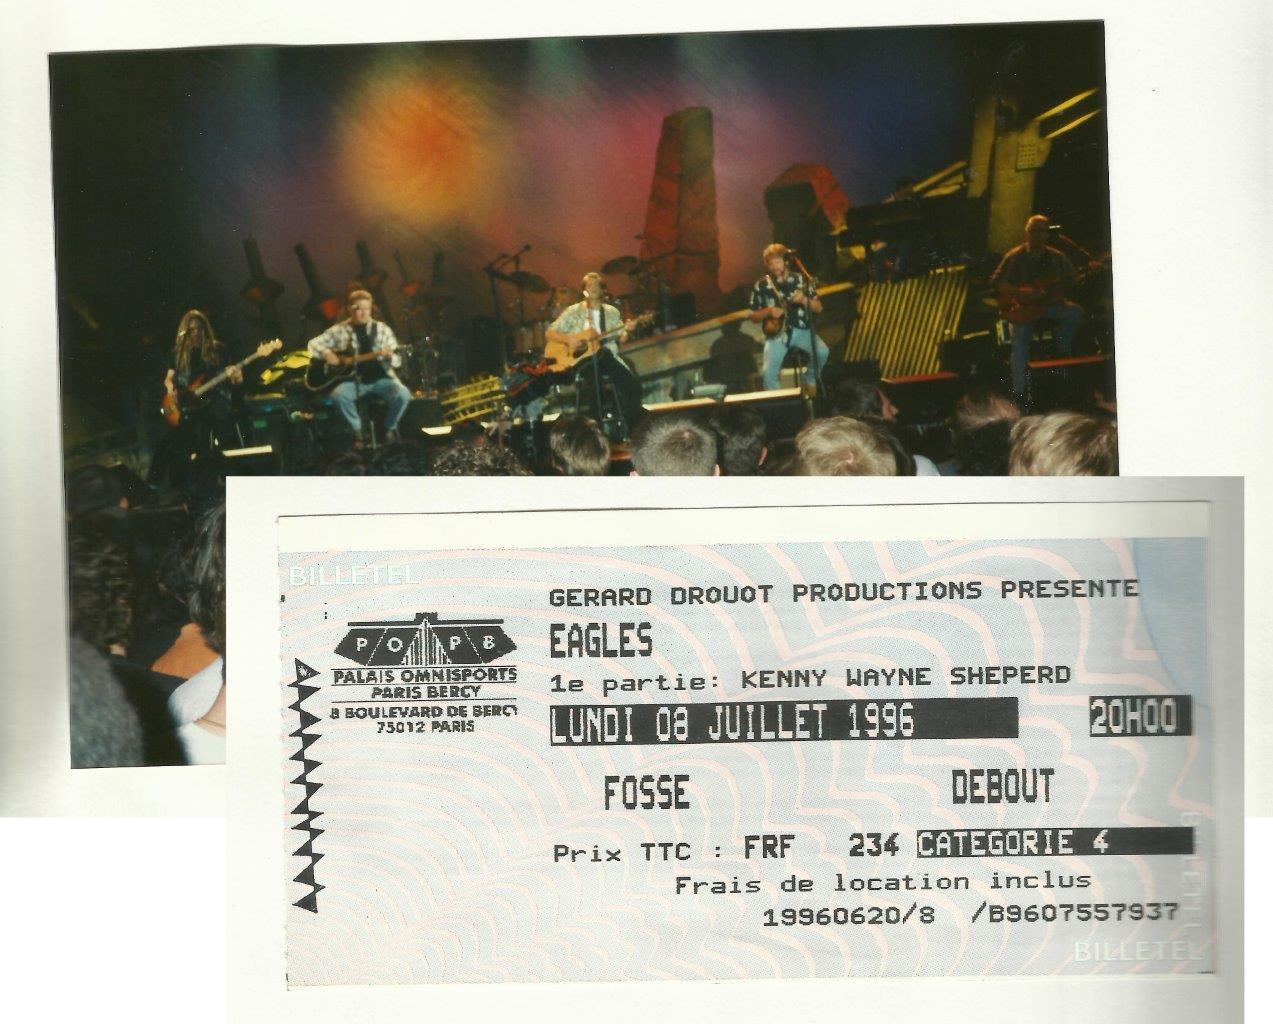 BILLETEL
GERARD DROUOT PRODUCTIONS PRESENTE
EAGLES
1e partie: KENNY WAYNE SHEPERD
LUNDI 08 JUILLET 1996 20H00
POPB
PALAIS OMNISPORTS
PARIS BERCY
8 BOULEVARD DE BERCY
75012 PARIS
FOSSE DEBOUT
Prix TTC : FRF 234 CATEGORIE 4
Frais de location inclus
19960620/8 /B9607557937
BILLETEL
BILLETEL